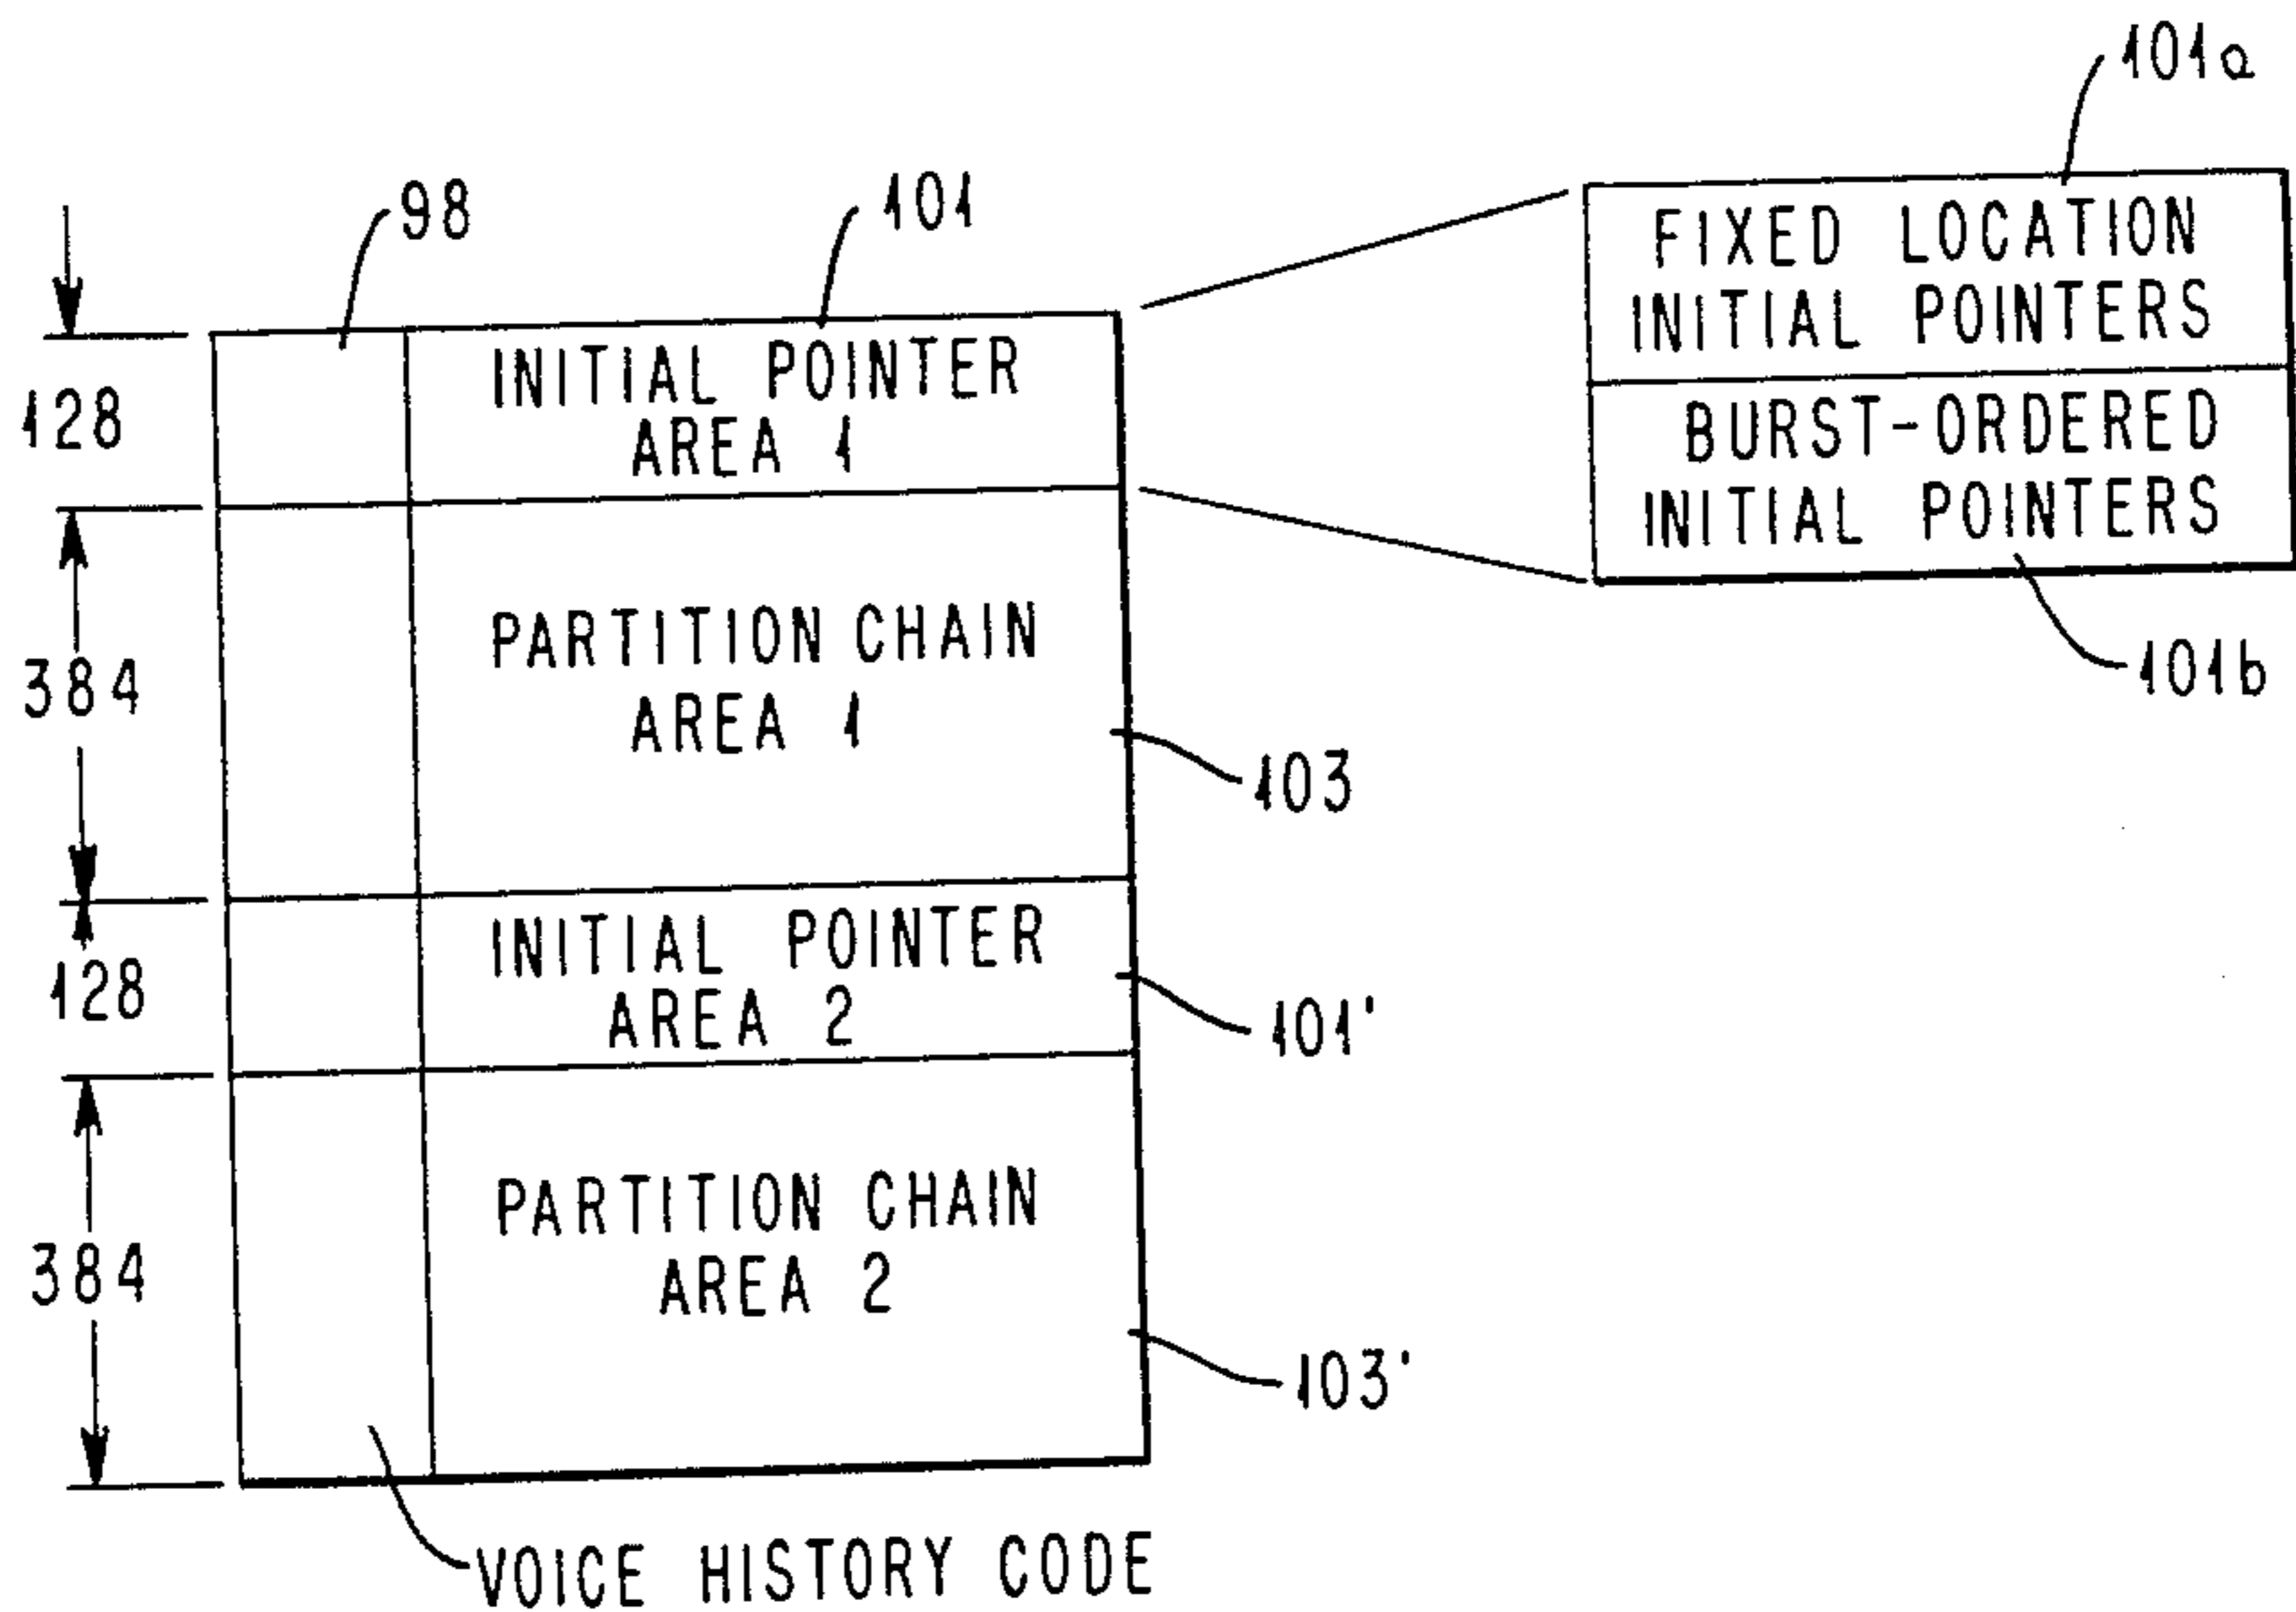 101a
98
101
FIXED LOCATION
INITIAL POINTERS
128
INITIAL POINTER
AREA 1
BURST-ORDERED
INITIAL POINTERS
101b
384
PARTITION CHAIN
AREA 1
103
128
INITIAL POINTER
AREA 2
101'
384
PARTITION CHAIN
AREA 2
103'
VOICE HISTORY CODE